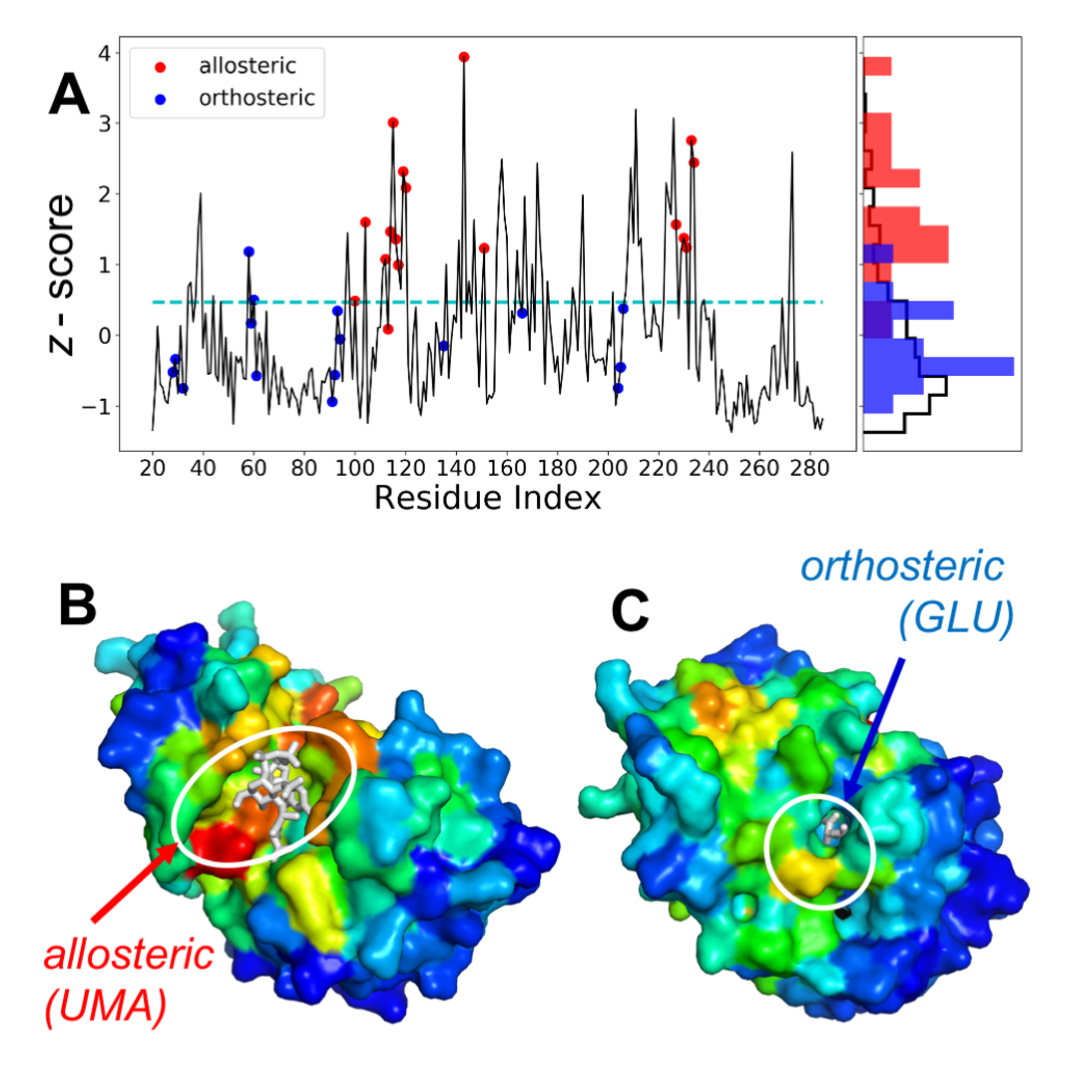 A
allosteric
orthosteric
4
3
2
1
0
−1
z - score
20 40 60 80 100 120 140 160 180 200 220 240 260 280
Residue Index
B
allosteric
(UMA)
C
orthosteric
(GLU)